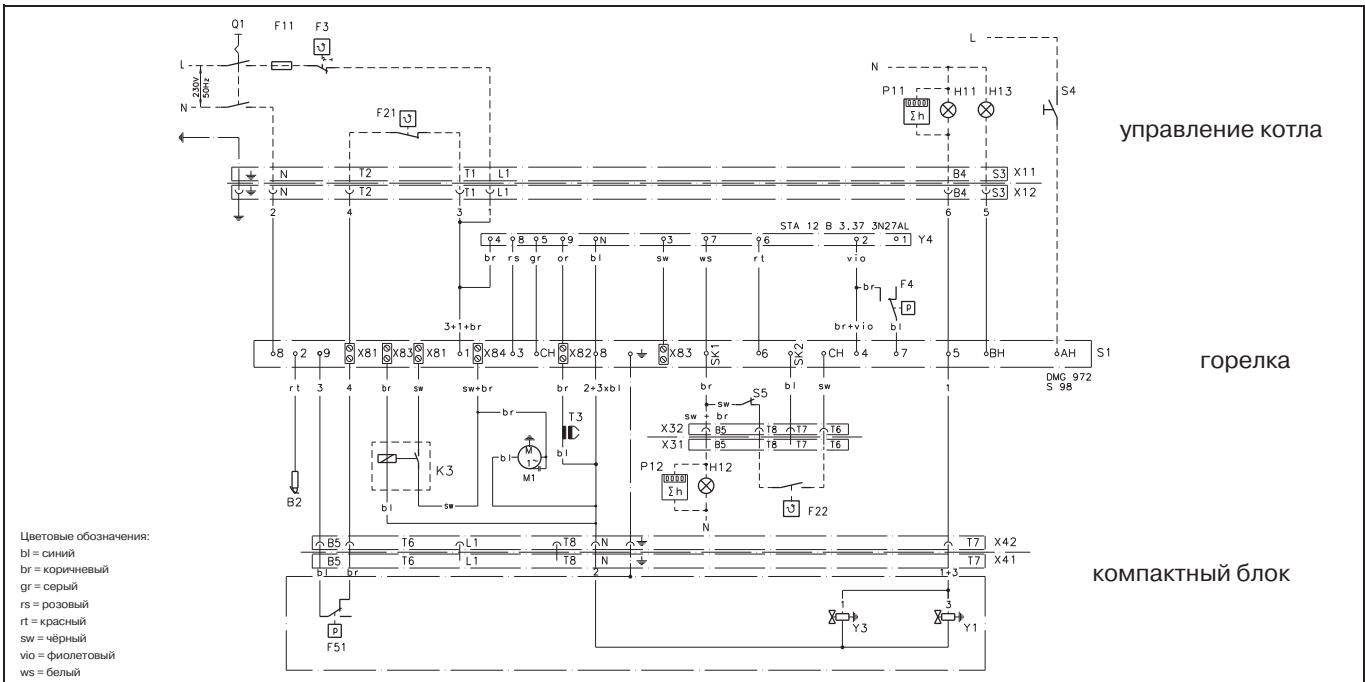 Q1 F11 F3
L
L
230V
50Hz
N
N
F21
P11 H11 H13
S4
Σh
управление котла
N T2 T1 L1 B4 S3 X11
N T2 T1 L1 B4 S3 X12
2 4 3 1 6 5
STA 12 B 3.37 3N27AL
4 8 5 9 N 3 7 6 2 1 Y4
br rs gr or bl sw ws rt vio
br F4
P
3+1+br br+vio bl
8 2 9 X81 X83 X81 1 X84 3 CH X82 8 X83 SK1 6 SK2 CH 4 7 5 BH AH S1
горелка
DMG 972
S 98
rt 3 4 br sw sw+br br 2+3xbl br bl sw 1
br T3 sw S5
sw + br
X32 B5 T8 T7 T6
X31 B5 T8 T7 T6
bl M 1~ bl
M1
K3
P12 H12
Σh
B2
bl sw
F22
N
B5 T6 L1 T8 N T7 X42
B5 T6 L1 T8 N T7 X41
bl br 2 1+3
компактный блок
1 3
Y3 Y1
P
F51
Цветовые обозначения:
bl = синий
br = коричневый
gr = серый
rs = розовый
rt = красный
sw = чёрный
vio = фиолетовый
ws = белый